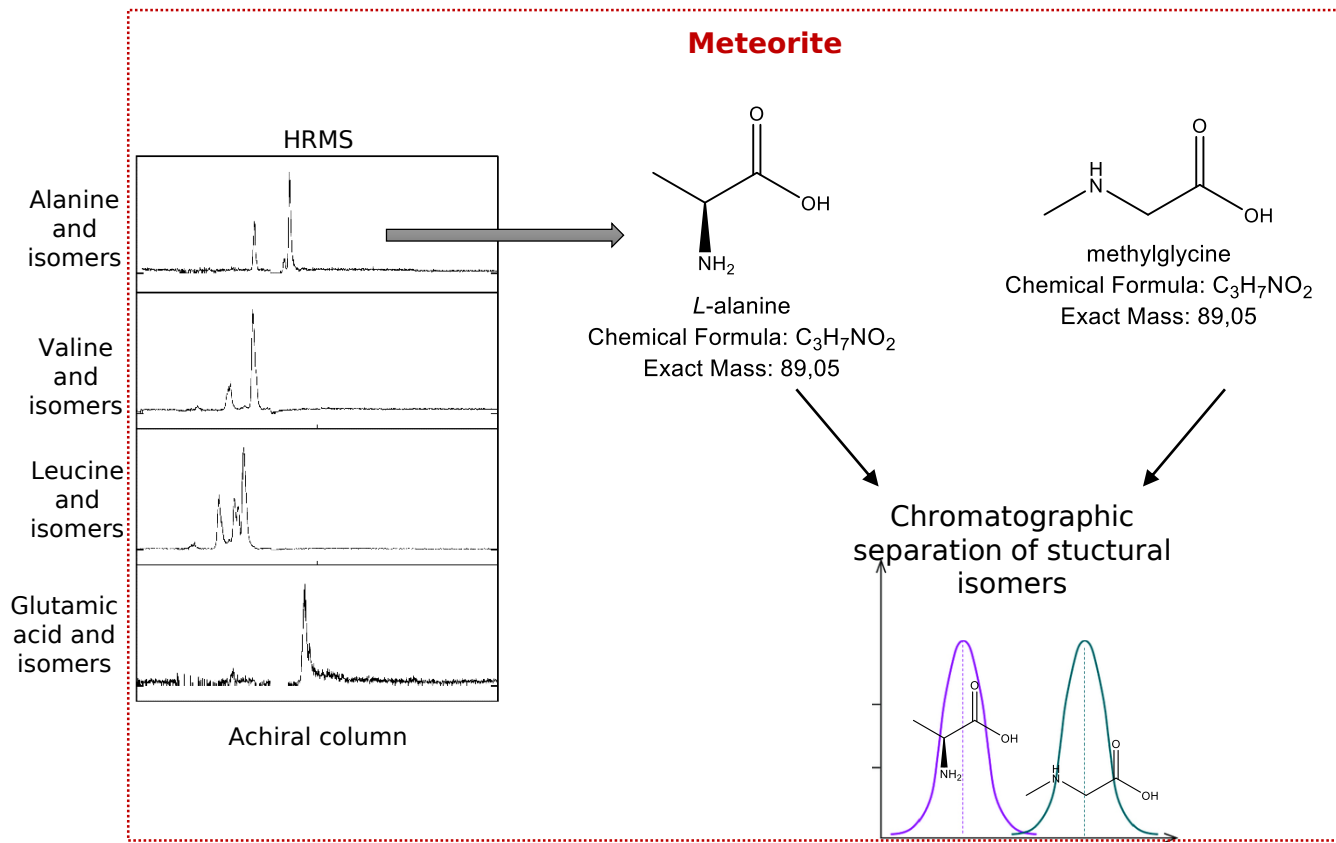 Meteorite
HRMS
Alanine
and
isomers
Valine
and
isomers
Leucine
and
isomers
Glutamic
acid and
isomers
Achiral column
O
OH
NH₂
L-alanine
Chemical Formula: C₃H₇NO₂
Exact Mass: 89,05
O
H
N
OH
methylglycine
Chemical Formula: C₃H₇NO₂
Exact Mass: 89,05
Chromatographic
separation of stuctural
isomers
O
OH
NH₂
O
H
N
OH